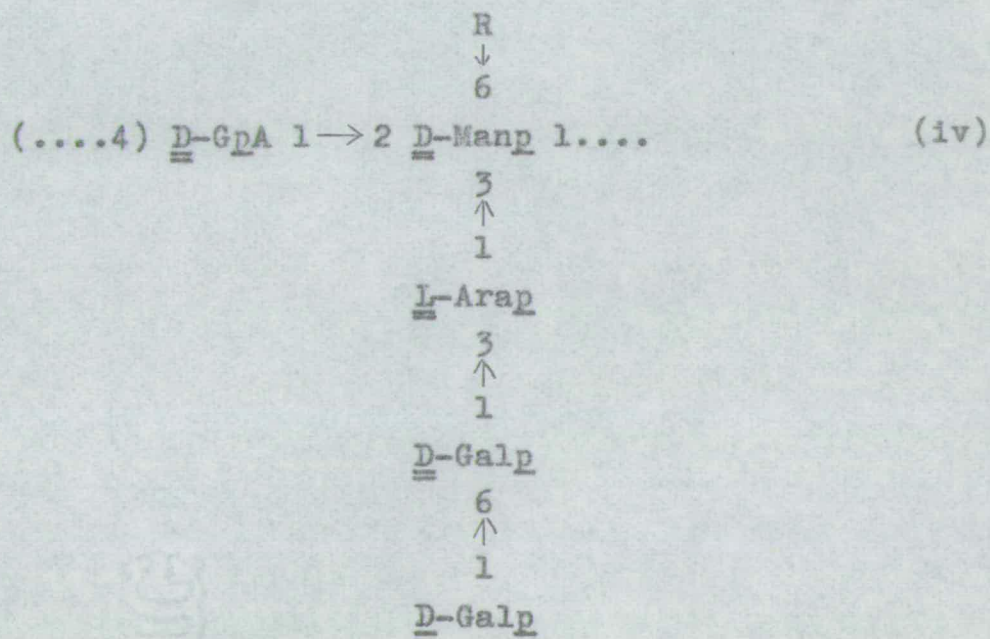 R
↓
6
(....4) D-GpA 1→2 D-Manp 1.... (iv)
3
↑
1
L-Arap
3
↑
1
D-Galp
6
↑
1
D-Galp